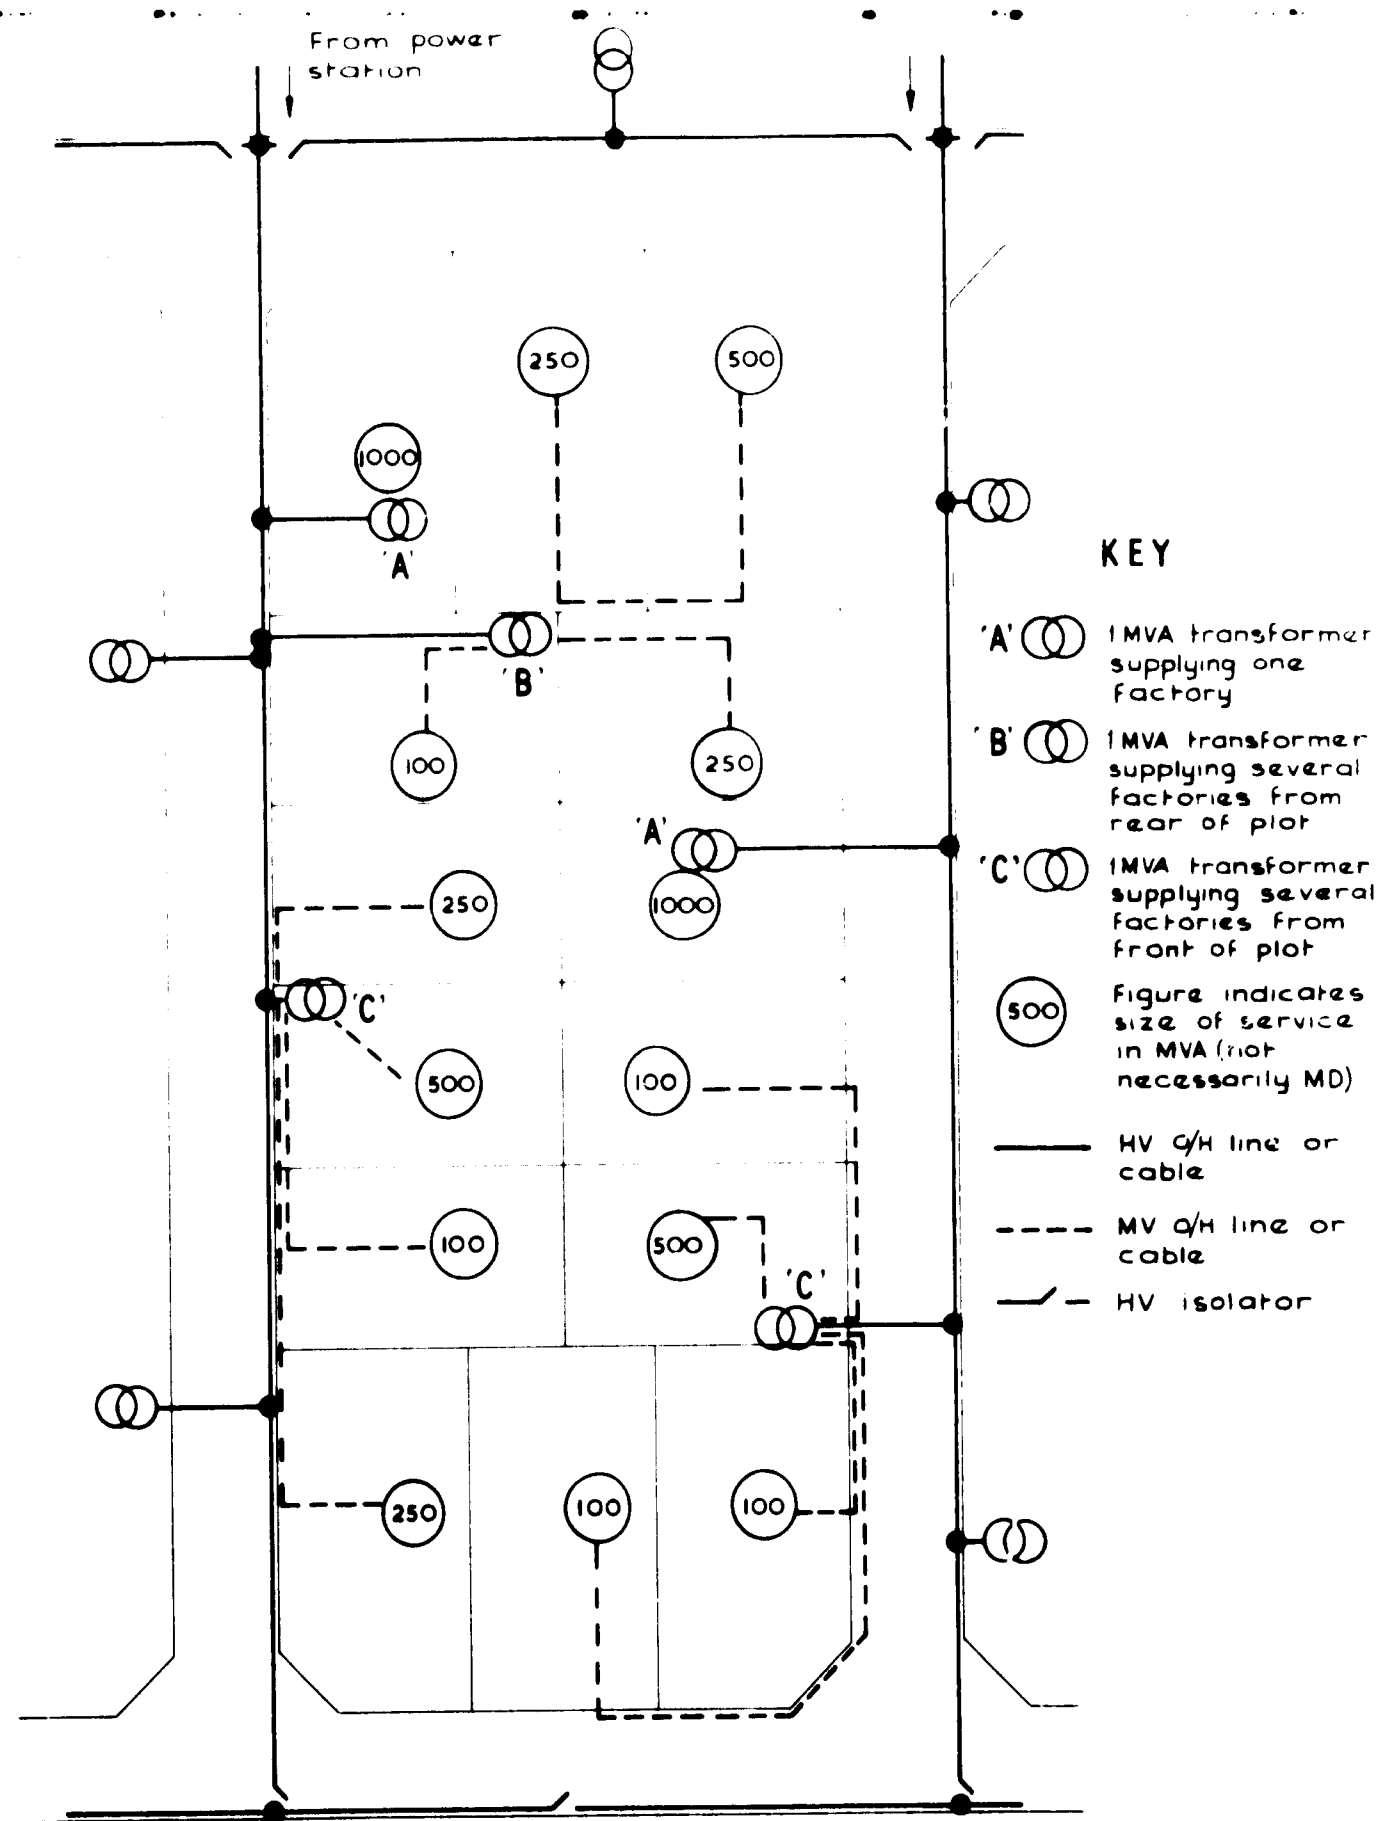 From power
station
250
500
1000
'A'
'B'
100
250
'A'
250
1000
'C'
500
100
100
500
'C'
250
100
100
KEY
'A' 1MVA transformer
supplying one
factory
'B' 1MVA transformer
supplying several
factories from
rear of plot
'C' 1MVA transformer
supplying several
factories from
front of plot
500 Figure indicates
size of service
in MVA (not
necessarily MD)
HV O/H line or
cable
MV O/H line or
cable
HV isolator